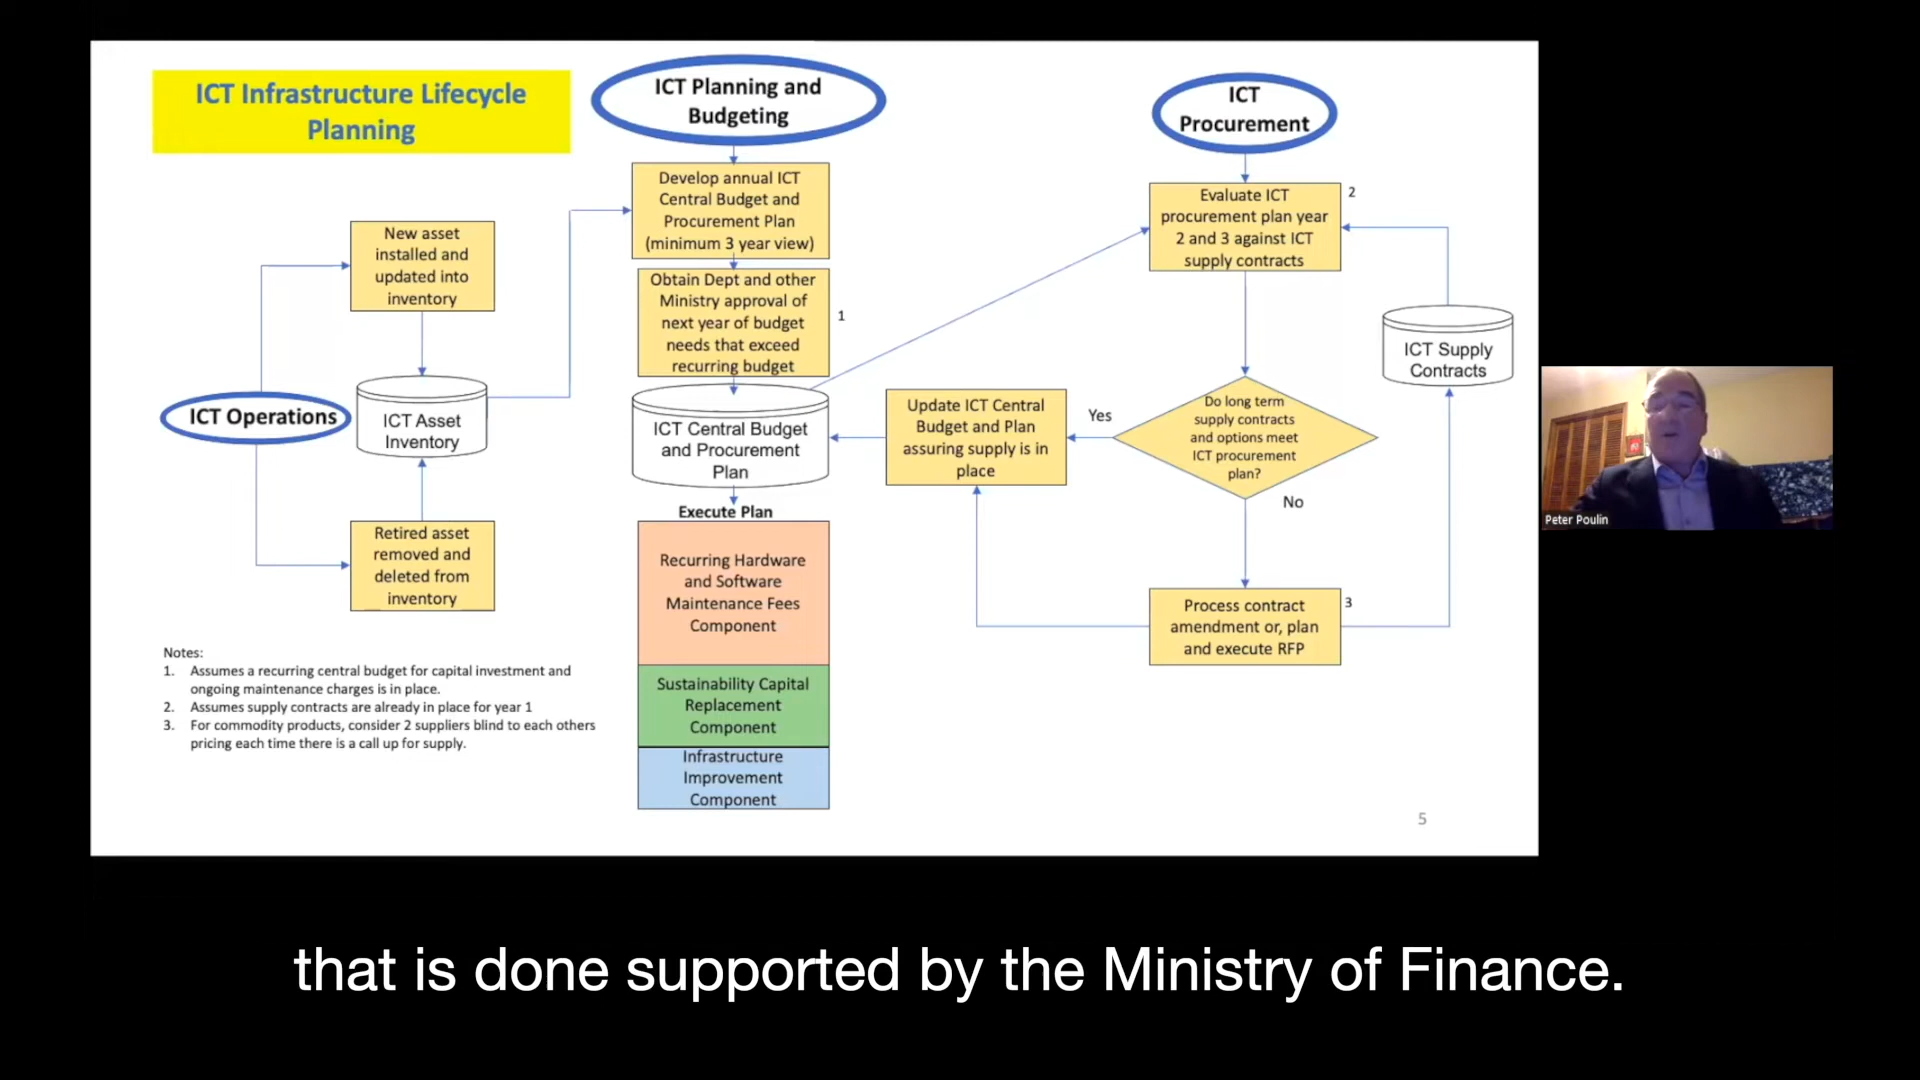 ICT Infrastructure Lifecycle
Planning
ICT Planning and
Budgeting
ICT
Procurement
Develop annual ICT
Central Budget and
Procurement Plan
(minimum 3 year view)
Evaluate ICT
procurement plan year
2 and 3 against ICT
supply contracts
2
New asset
installed and
updated into
inventory
Obtain Dept and other
Ministry approval of
next year of budget
needs that exceed
recurring budget
1
ICT Supply
Contracts
ICT Operations
ICT Asset
Inventory
ICT Central Budget
and Procurement
Plan
Update ICT Central
Budget and Plan
assuring supply is in
place
Yes
Do long term
supply contracts
and options meet
ICT procurement
plan?
No
Execute Plan
Retired asset
removed and
deleted from
inventory
Recurring Hardware
and Software
Maintenance Fees
Component
Process contract
amendment or, plan
and execute RFP
3
Sustainability Capital
Replacement
Component
Infrastructure
Improvement
Component
Notes:
1. Assumes a recurring central budget for capital investment and
ongoing maintenance charges is in place.
2. Assumes supply contracts are already in place for year 1
3. For commodity products, consider 2 suppliers blind to each others
pricing each time there is a call up for supply.
5
Peter Poulin
that is done supported by the Ministry of Finance.